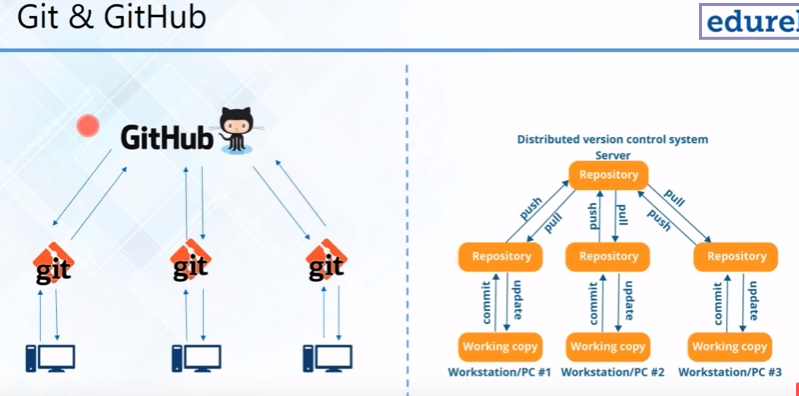 Git & GitHub
edurek
GitHub
git
git
git
Distributed version control system
Server
Repository
push
pull
push
pull
pull
push
Repository
Repository
Repository
commit
update
commit
update
commit
update
Working copy
Working copy
Working copy
Workstation/PC #1
Workstation/PC #2
Workstation/PC #3